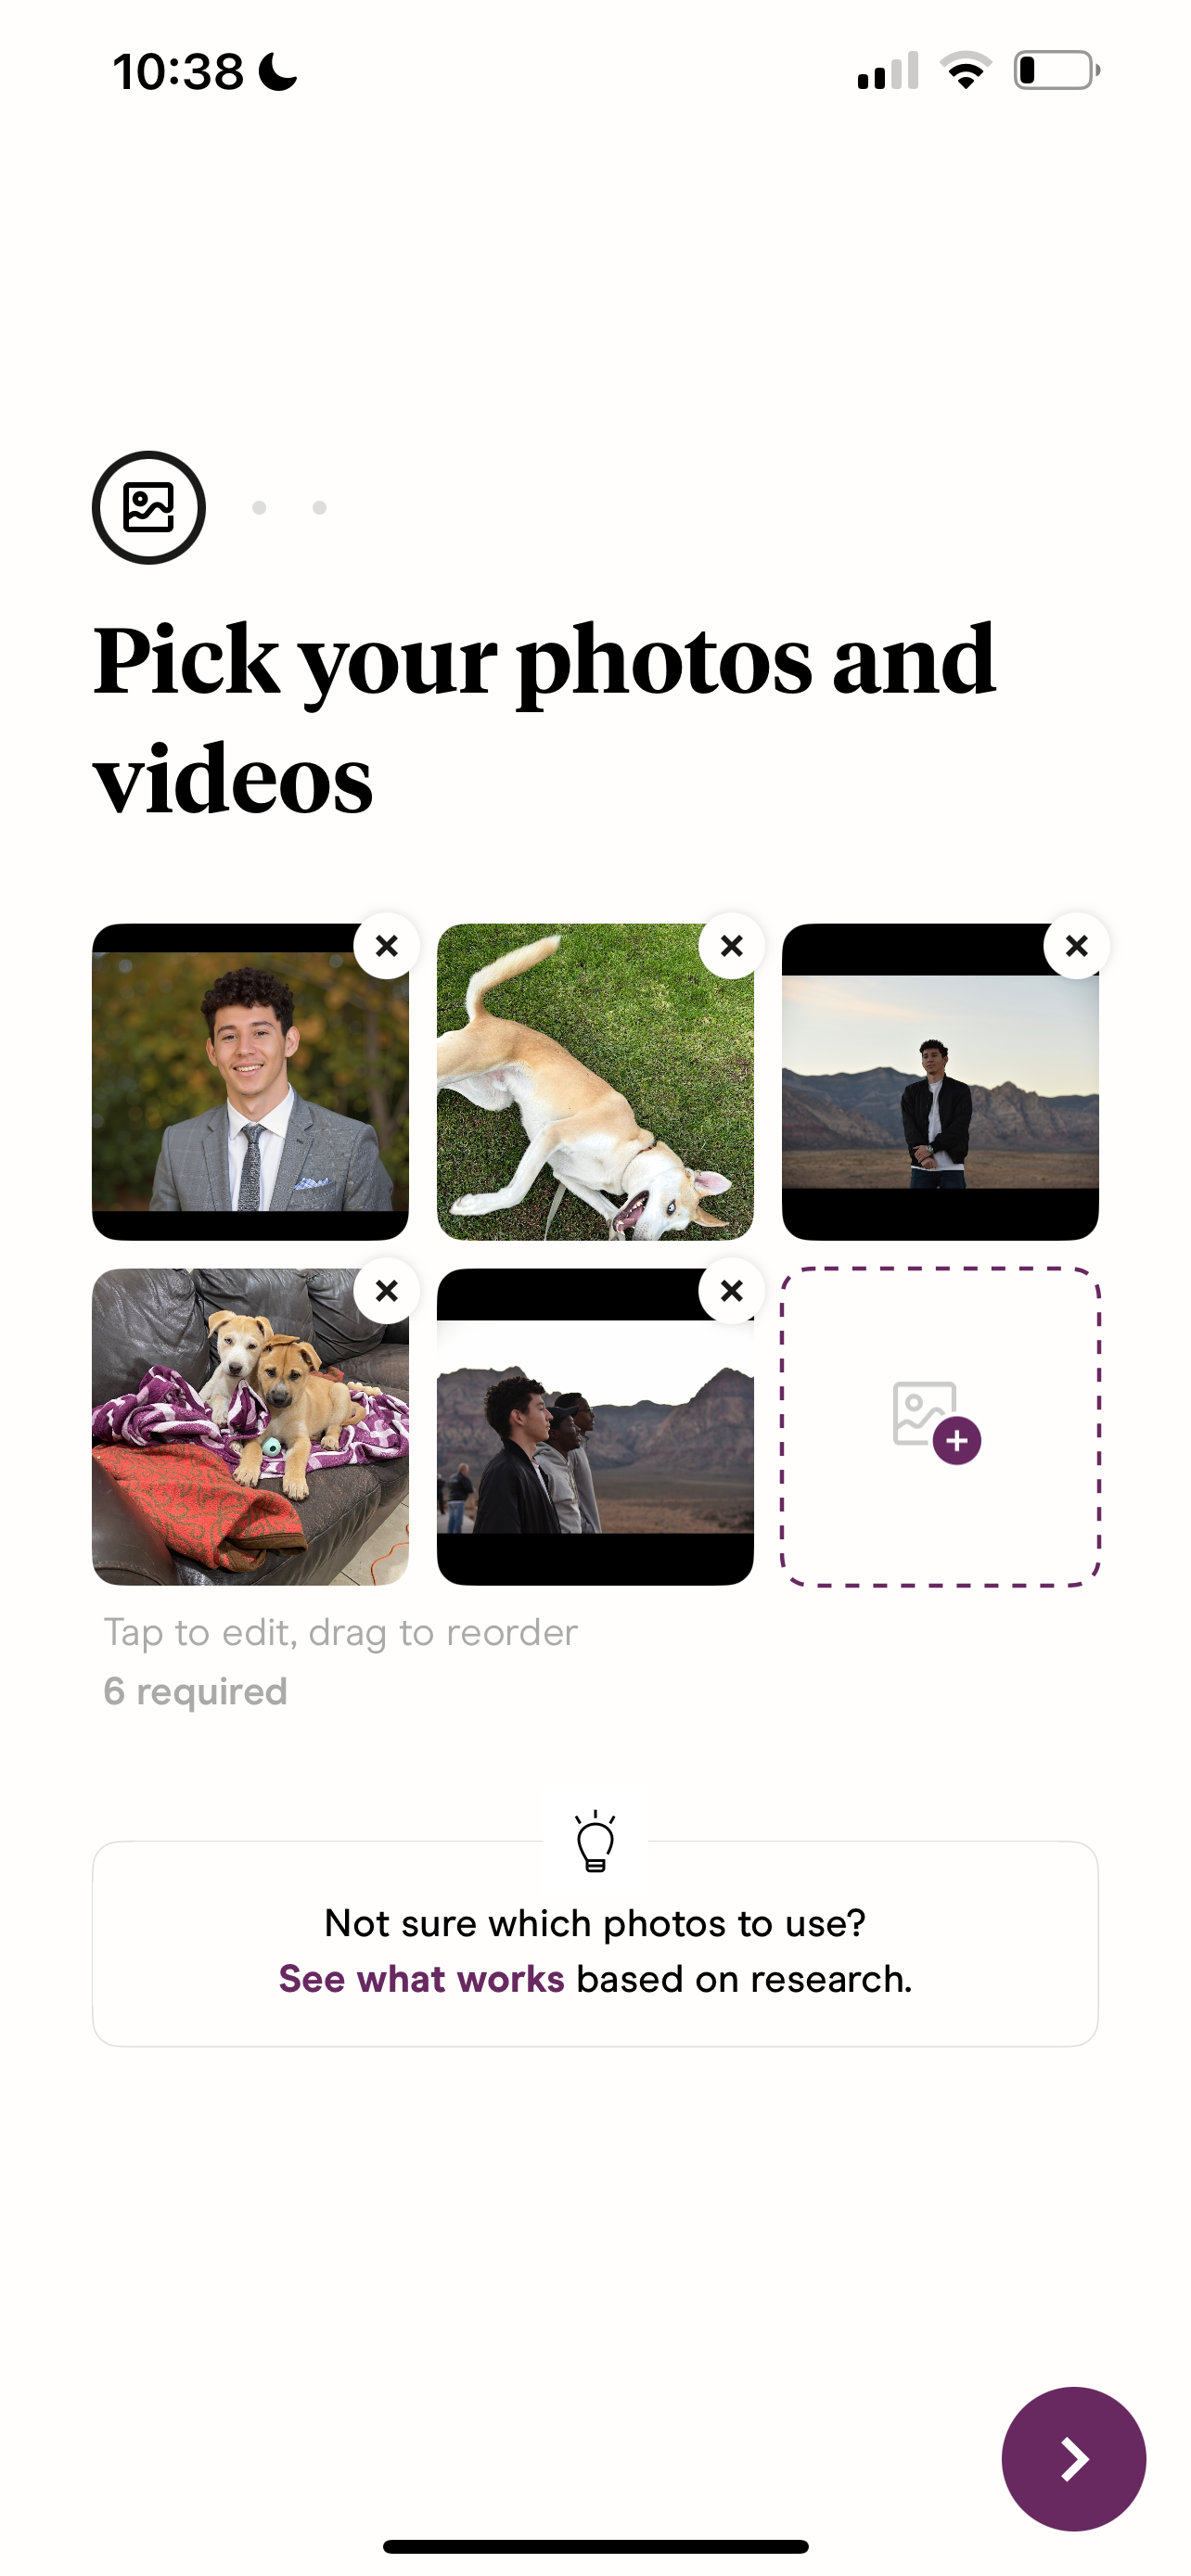 10:38
Pick your photos and
videos
Tap to edit, drag to reorder
6 required
Not sure which photos to use?
See what works based on research.